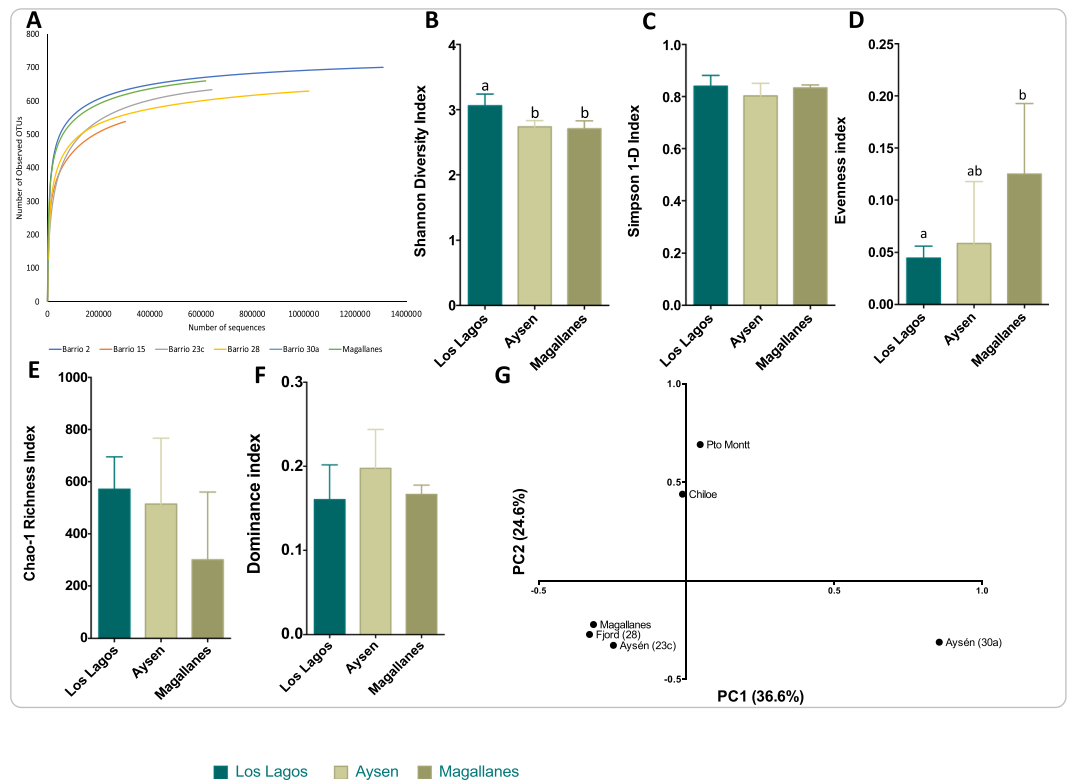 A
800
700
600
500
400
300
200
100
0
Number of Observed OTUs
0 200000 400000 600000 800000 1000000 1200000 1400000
Number of sequences
Barrio 2 Barrio 15 Barrio 23c Barrio 28 Barrio 30a Magallanes
B
4
3
2
1
0
Shannon Diversity Index
a b b
Los Lagos Aysen Magallanes
C
1.0
0.8
0.6
0.4
0.2
0.0
Simpson 1-D Index
Los Lagos Aysen Magallanes
D
0.25
0.20
0.15
0.10
0.05
0.00
Evenness index
a ab b
Los Lagos Aysen Magallanes
E
1000
800
600
400
200
0
Chao-1 Richness Index
Los Lagos Aysen Magallanes
F
0.3
0.2
0.1
0.0
Dominance index
Los Lagos Aysen Magallanes
G
1.0
0.5
-0.5
PC2 (24.6%)
-0.5 0.5 1.0
PC1 (36.6%)
Pto Montt
Chiloe
Magallanes
Fjord (28)
Aysén (23c)
Aysén (30a)
Los Lagos Aysen Magallanes